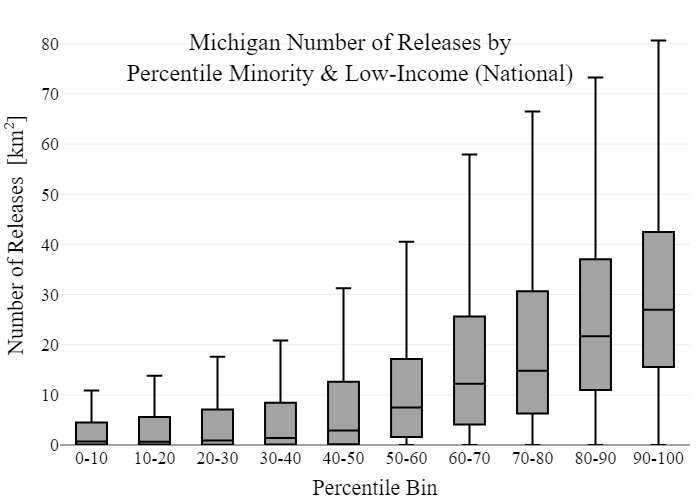 Michigan Number of Releases by
Percentile Minority & Low-Income (National)
Number of Releases [km²]
80
70
60
50
40
30
20
10
0
0-10 10-20 20-30 30-40 40-50 50-60 60-70 70-80 80-90 90-100
Percentile Bin